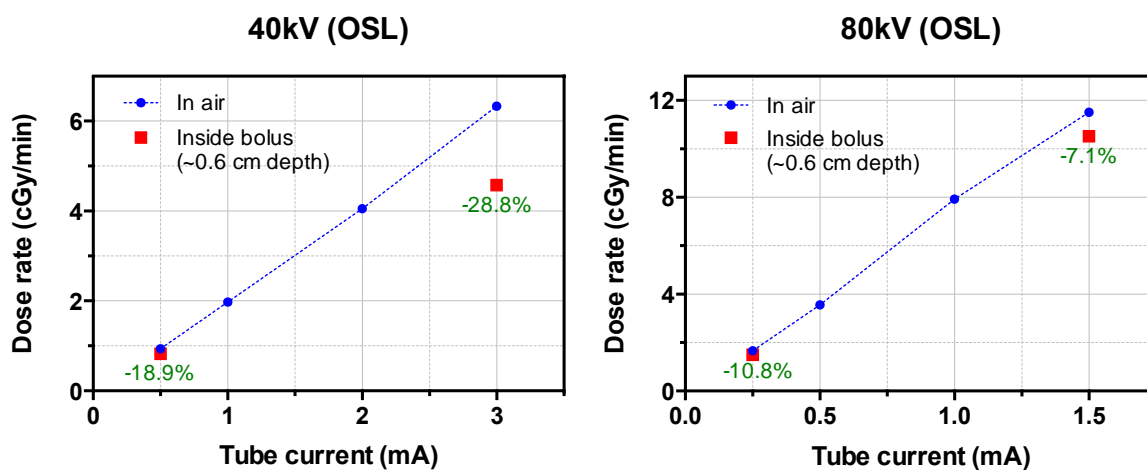 40kV (OSL)
Dose rate (cGy/min)
6
4
2
0
In air
Inside bolus
(~0.6 cm depth)
-28.8%
-18.9%
0
1
2
3
Tube current (mA)
80kV (OSL)
Dose rate (cGy/min)
12
8
4
0
In air
Inside bolus
(~0.6 cm depth)
-7.1%
-10.8%
0.0
0.5
1.0
1.5
Tube current (mA)